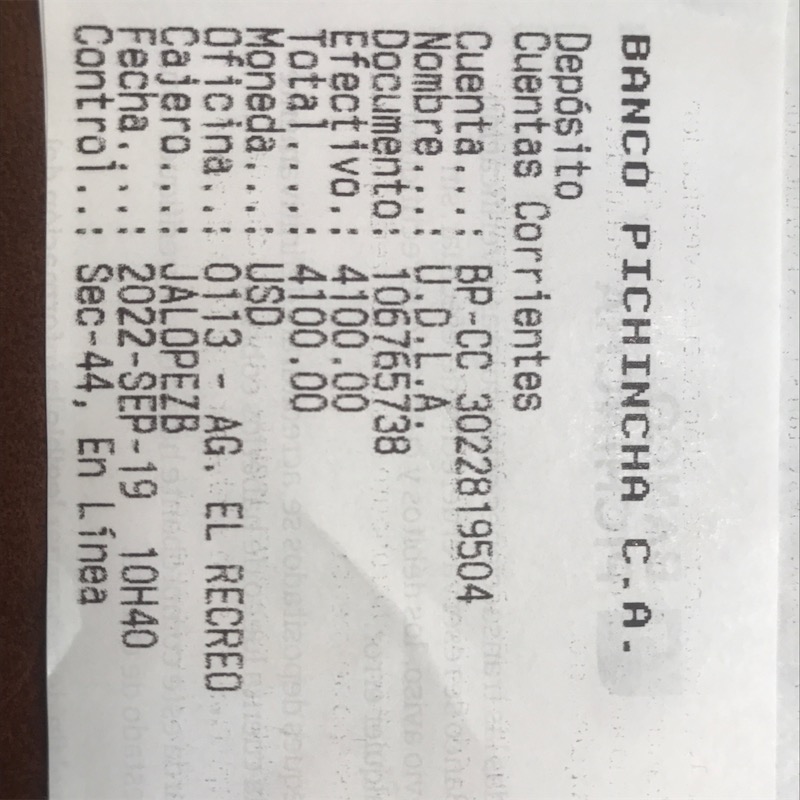 BANCO PICHINCHA C.A.
Depósito
Cuentas Corrientes
Cuenta...: BP-CC 3022819504
Nombre...: U.D.L.A.
Documento: 106765738
Efectivo.: 4100.00
Total....: 4100.00
Moneda...: USD
Oficina..: 0113 - AG. EL RECREO
Cajero...: JALOPEZB
Fecha....: 2022-SEP-19 10H40
Control..: Sec-44, En Línea